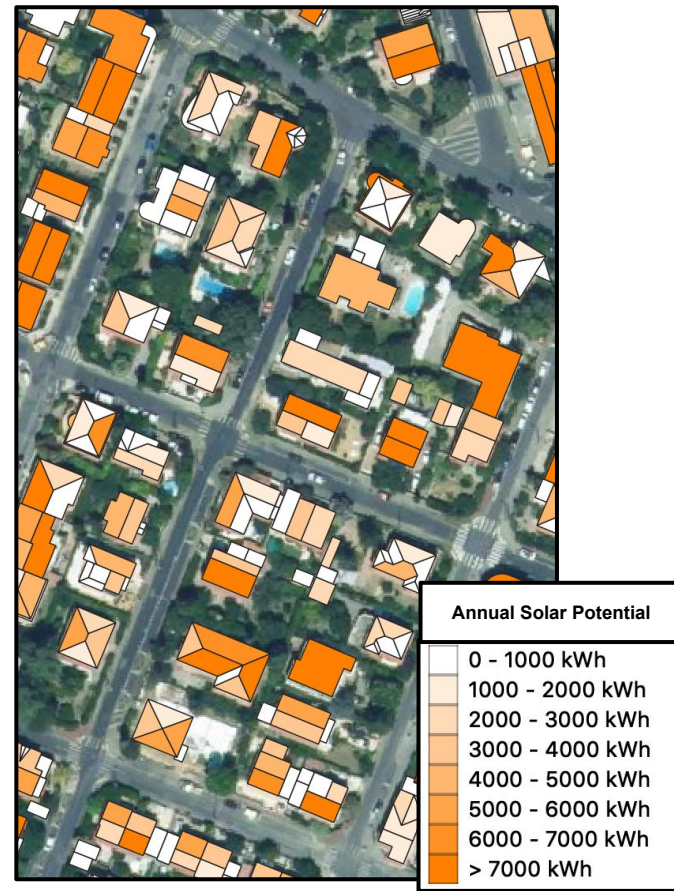 Annual Solar Potential
0 - 1000 kWh
1000 - 2000 kWh
2000 - 3000 kWh
3000 - 4000 kWh
4000 - 5000 kWh
5000 - 6000 kWh
6000 - 7000 kWh
> 7000 kWh